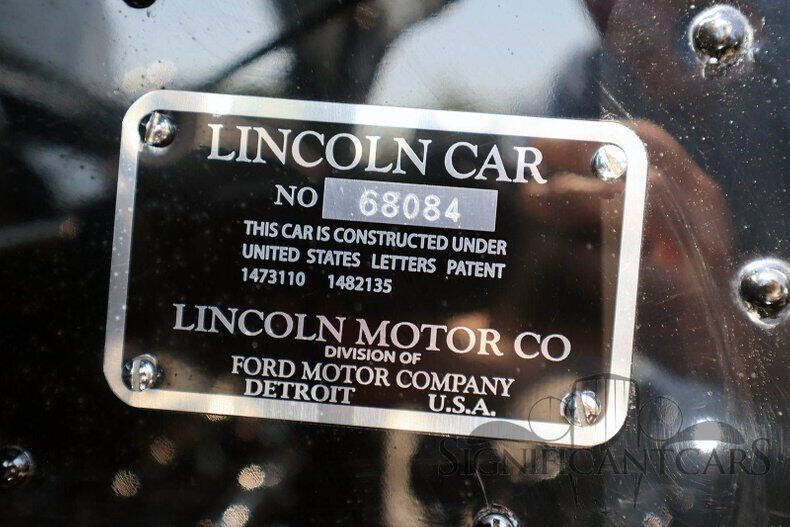 LINCOLN CAR
NO 68084
THIS CAR IS CONSTRUCTED UNDER
UNITED STATES LETTERS PATENT
1473110 1482135
LINCOLN MOTOR CO
DIVISION OF
FORD MOTOR COMPANY
DETROIT U.S.A.
SIGNIFICANTCARS